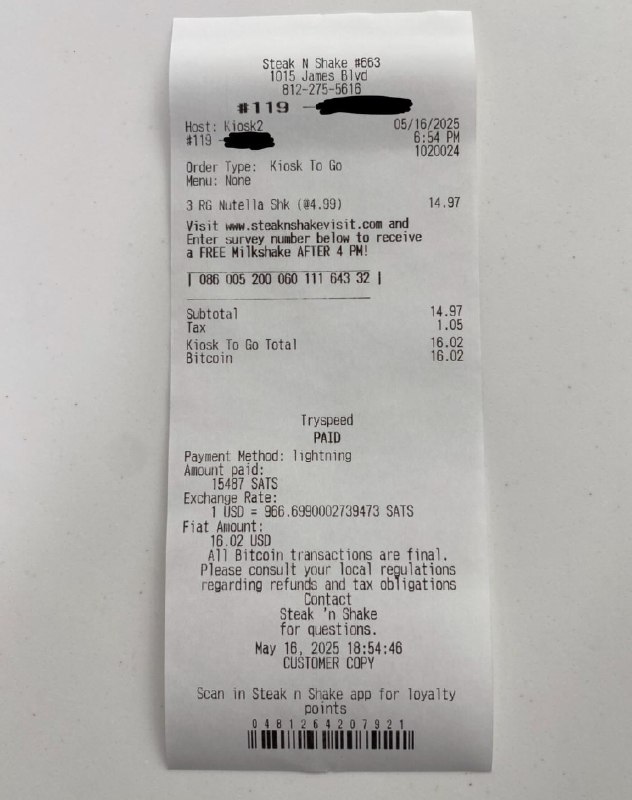 Steak N Shake #663
1015 James Blvd
812-275-5616
#119 -
Host: Kiosk2 05/16/2025
#119 - 6:54 PM
1020024
Order Type: Kiosk To Go
Menu: None
3 RG Nutella Shk (@4.99) 14.97
Visit www.steaknshakevisit.com and
Enter survey number below to receive
a FREE Milkshake AFTER 4 PM!
| 086 005 200 060 111 643 32 |
Subtotal 14.97
Tax 1.05
Kiosk To Go Total 16.02
Bitcoin 16.02
Tryspeed
PAID
Payment Method: lightning
Amount paid:
15487 SATS
Exchange Rate:
1 USD = 966.6990002739473 SATS
Fiat Amount:
16.02 USD
All Bitcoin transactions are final.
Please consult your local regulations
regarding refunds and tax obligations
Contact
Steak 'n Shake
for questions.
May 16, 2025 18:54:46
CUSTOMER COPY
Scan in Steak n Shake app for loyalty
points
0481264207921